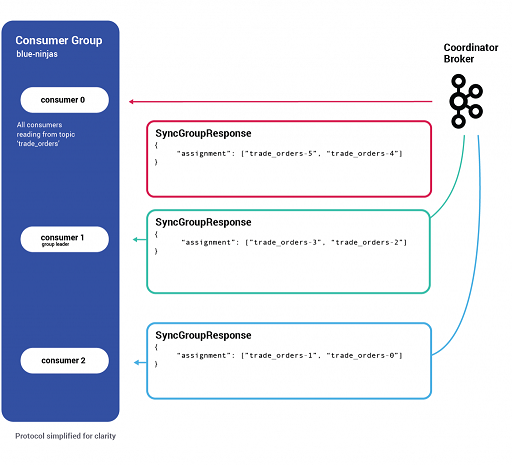 Consumer Group
blue-ninjas
consumer 0
All consumers
reading from topic
'trade_orders'
consumer 1
group leader
consumer 2
Coordinator
Broker
SyncGroupResponse
{
"assignment": ["trade_orders-5", "trade_orders-4"]
}
SyncGroupResponse
{
"assignment": ["trade_orders-3", "trade_orders-2"]
}
SyncGroupResponse
{
"assignment": ["trade_orders-1", "trade_orders-0"]
}
Protocol simplified for clarity